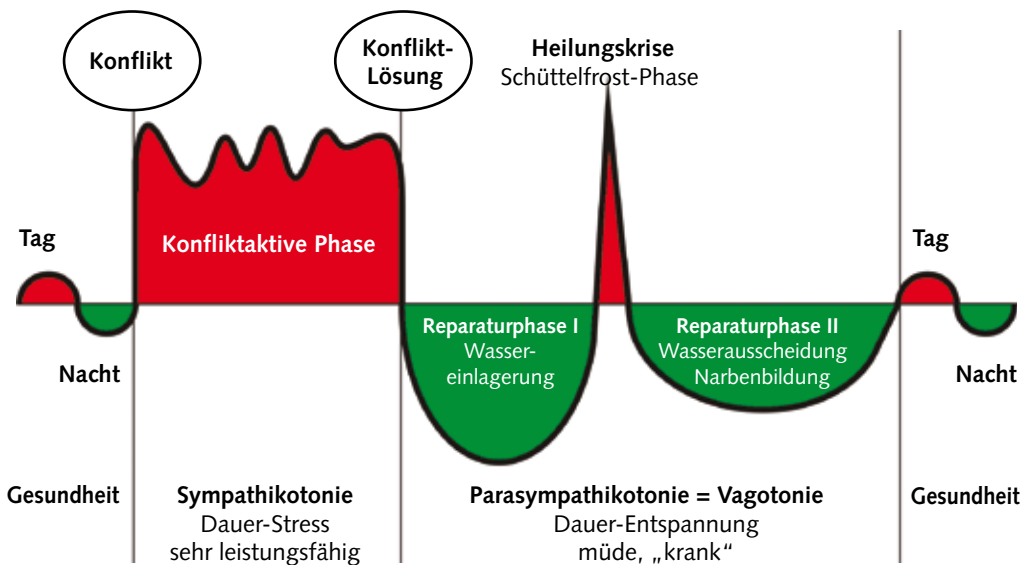 Konflikt
Konflikt-
Lösung
Heilungskrise
Schüttelfrost-Phase
Tag
Konfliktaktive Phase
Tag
Reparaturphase I
Wasser-
einlagerung
Reparaturphase II
Wasserausscheidung
Narbenbildung
Nacht
Nacht
Gesundheit
Sympathikotonie
Dauer-Stress
sehr leistungsfähig
Parasympathikotonie = Vagotonie
Dauer-Entspannung
müde, „krank“
Gesundheit